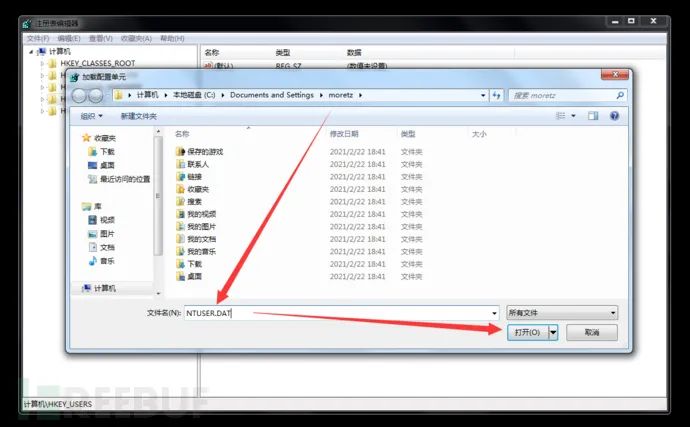 注册表编辑器
文件(F) 编辑(E) 查看(V) 收藏夹(A) 帮助(H)
计算机
HKEY_CLASSES_ROOT
名称 类型 数据
(默认) REG_SZ (数值未设置)
加载配置单元
计算机 本地磁盘 (C:) Documents and Settings moretz
搜索 moretz
组织 新建文件夹
收藏夹
下载
桌面
最近访问的位置
库
视频
图片
文档
音乐
计算机
名称 修改日期 类型 大小
保存的游戏 2021/2/22 18:41 文件夹
联系人 2021/2/22 18:41 文件夹
链接 2021/2/22 18:41 文件夹
收藏夹 2021/2/22 18:41 文件夹
搜索 2021/2/22 18:41 文件夹
我的视频 2021/2/22 18:41 文件夹
我的图片 2021/2/22 18:41 文件夹
我的文档 2021/2/22 18:41 文件夹
我的音乐 2021/2/22 18:41 文件夹
下载 2021/2/22 18:41 文件夹
桌面 2021/2/22 18:41 文件夹
文件名(N): NTUSER.DAT 所有文件
打开(O) 取消
REEBUF
计算机\HKEY_USERS